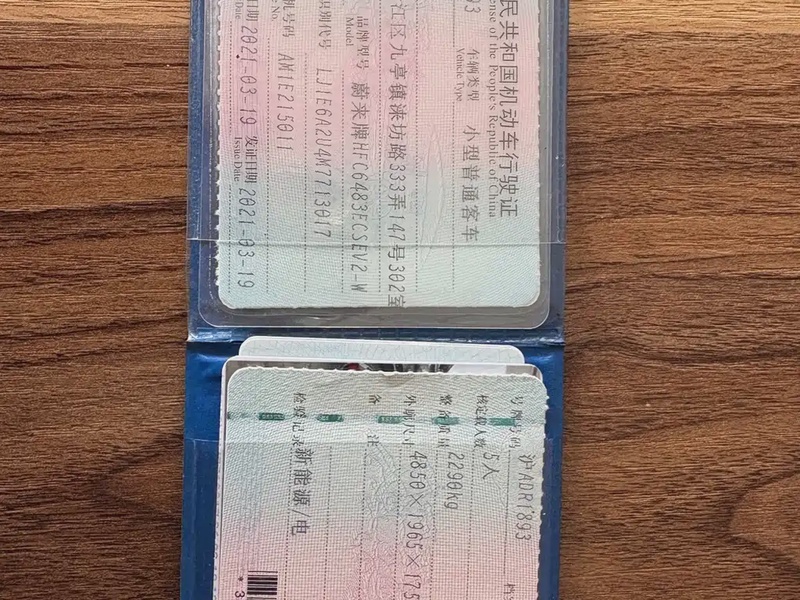 民共和国机动车行驶证
ense of the People's Republic of China
93 车辆类型 小型普通客车
Vehicle Type
江区九亭镇涞坊路333弄147号302室
品牌型号 蔚来牌HFC6483ECSEV2-W
Model
识别代号 LJ1E6A2U4M7713017
机号码 AM1E215011
日期 2021-03-19 发证日期 2021-03-19
Issue Date
号牌号码 沪ADR1893
核定载人数 5人
整备质量 2290kg
外廓尺寸 4850×1965×175
备注
检验记录 新能源/电
* 3